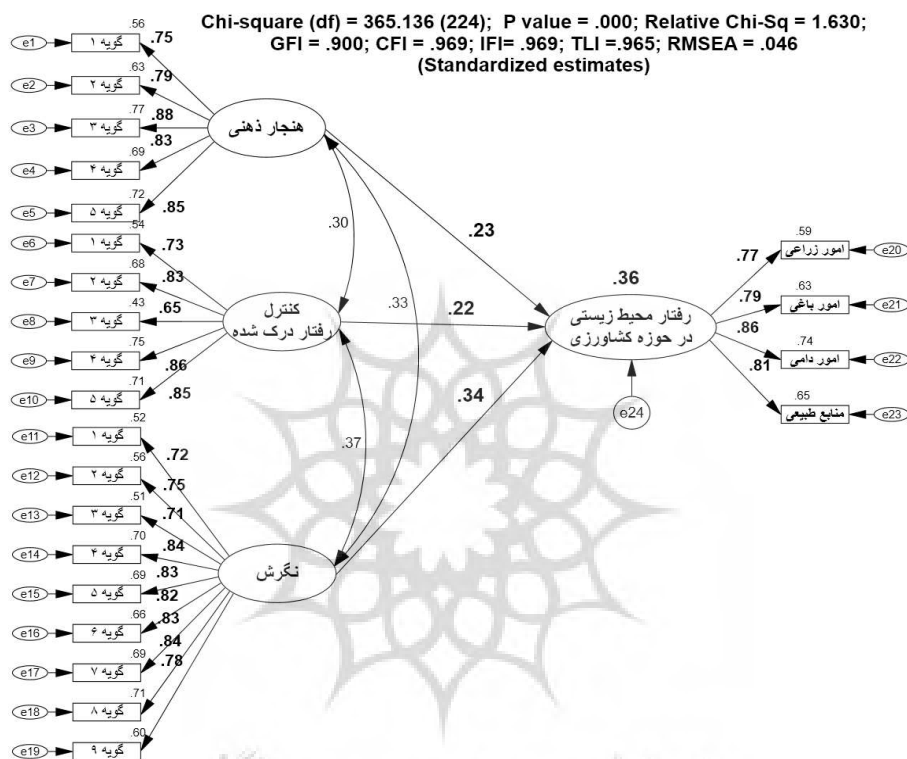 Chi-square (df) = 365.136 (224); P value = .000; Relative Chi-Sq = 1.630;
GFI = .900; CFI = .969; IFI= .969; TLI =.965; RMSEA = .046
(Standardized estimates)
e1
گویه ۱
.56
.75
e2
گویه ۲
.63
.79
e3
گویه ۳
.77
.88
e4
گویه ۴
.69
.83
e5
گویه ۵
.72
.85
هنجار ذهنی
e6
گویه ۱
.54
.73
e7
گویه ۲
.68
.83
e8
گویه ۳
.43
.65
e9
گویه ۴
.75
.86
e10
گویه ۵
.71
.85
کنترل
رفتار درک شده
e11
گویه ۱
.52
.72
e12
گویه ۲
.56
.75
e13
گویه ۳
.51
.71
e14
گویه ۴
.70
.84
e15
گویه ۵
.69
.83
e16
گویه ۶
.66
.82
e17
گویه ۷
.69
.83
e18
گویه ۸
.71
.84
e19
گویه ۹
.60
.78
نگرش
.30
.33
.37
.23
.22
.34
.36
رفتار محیط زیستی
در حوزه کشاورزی
e24
.77
.59
امور زراعی
e20
.79
.63
امور باغی
e21
.86
.74
امور دامی
e22
.81
.65
منابع طبیعی
e23